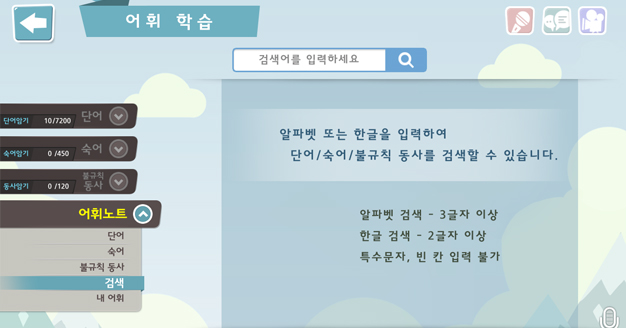 어휘 학습
검색어를 입력하세요
단어암기 10/7200 단어
숙어암기 0 /450 숙어
불규칙
동사암기 0 /120 동사
어휘노트
단어
숙어
불규칙 동사
검색
내 어휘
알파벳 또는 한글을 입력하여
단어/숙어/불규칙 동사를 검색할 수 있습니다.
알파벳 검색 - 3글자 이상
한글 검색 - 2글자 이상
특수문자, 빈 칸 입력 불가